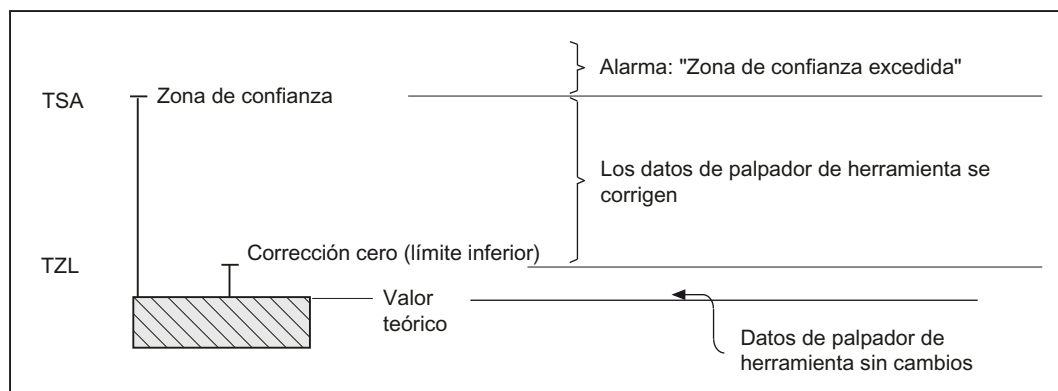 Alarma: "Zona de confianza excedida"
TSA
Zona de confianza
Los datos de palpador de herramienta se
corrigen
Corrección cero (límite inferior)
TZL
Valor
teórico
Datos de palpador de
herramienta sin cambios